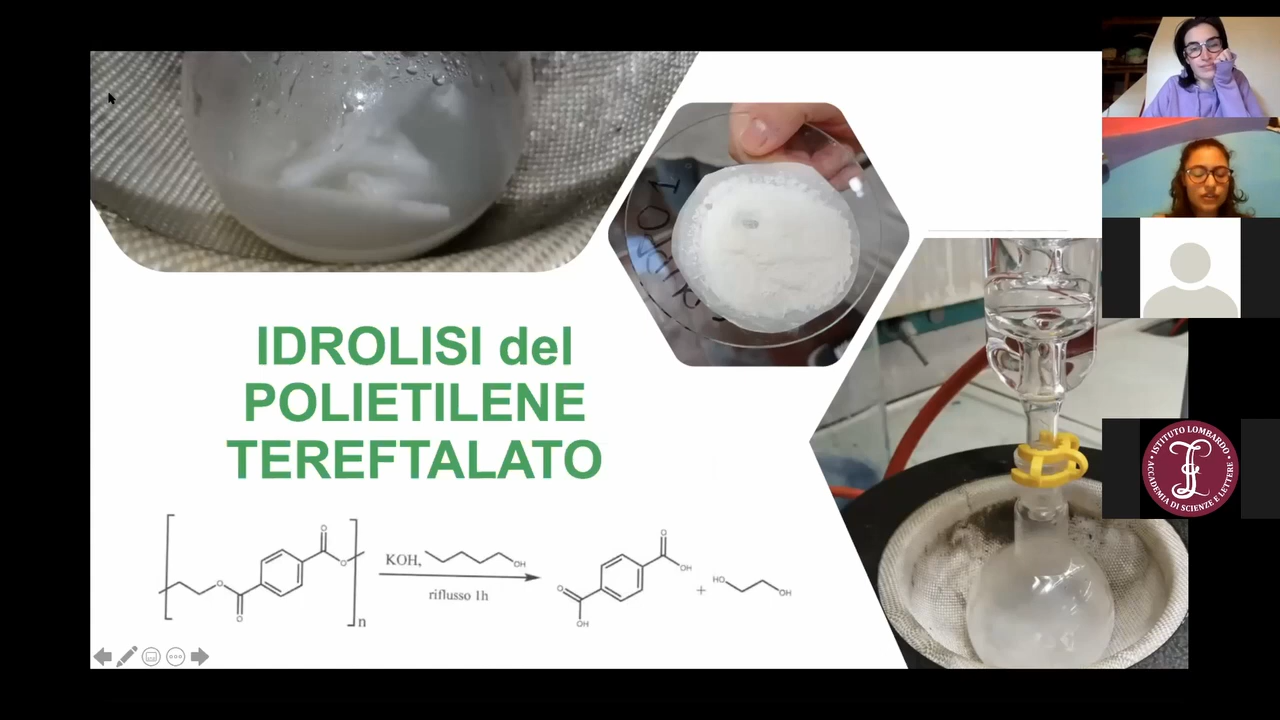 IDROLISI del
POLIETILENE
TEREFTALATO
O
O
O
O
n
KOH,
OH
riflusso 1h
O
OH
O
OH
+
HO
OH
ISTITUTO LOMBARDO
ACCADEMIA DI SCIENZE E LETTERE